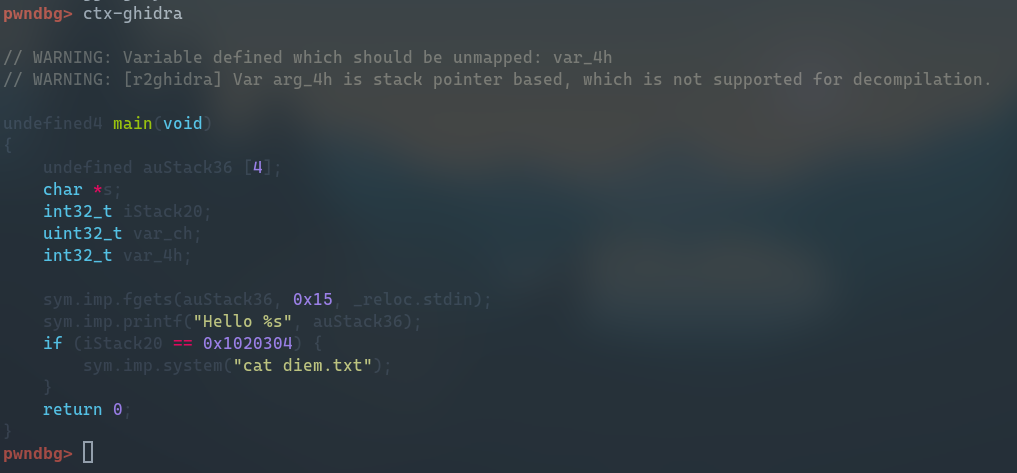 pwndbg> ctx-ghidra
// WARNING: Variable defined which should be unmapped: var_4h
// WARNING: [r2ghidra] Var arg_4h is stack pointer based, which is not supported for decompilation.
undefined4 main(void)
{
    undefined auStack36 [4];
    char *s;
    int32_t iStack20;
    uint32_t var_ch;
    int32_t var_4h;
    sym.imp.fgets(auStack36, 0x15, _reloc.stdin);
    sym.imp.printf("Hello %s", auStack36);
    if (iStack20 == 0x1020304) {
        sym.imp.system("cat diem.txt");
    }
    return 0;
}
pwndbg>